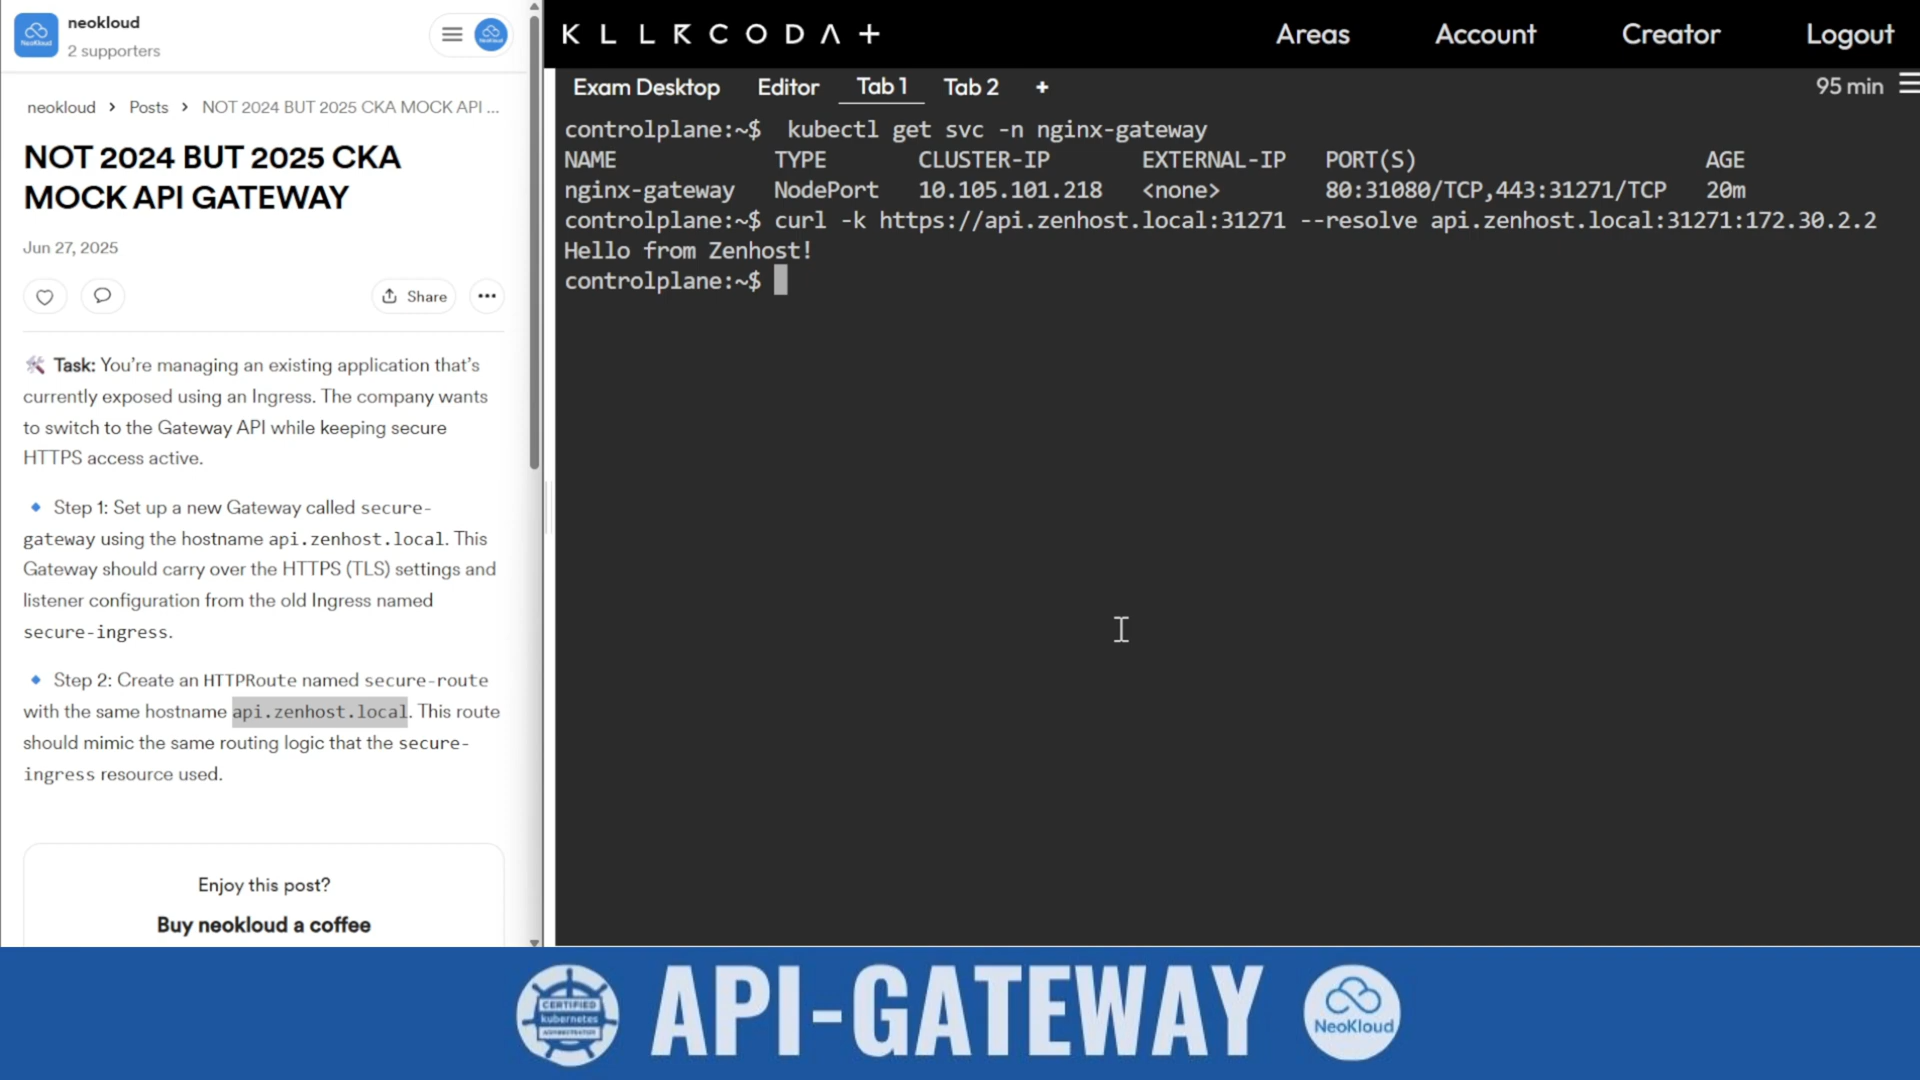 neokloud
2 supporters
NeoKloud
NeoKloud
neokloud > Posts > NOT 2024 BUT 2025 CKA MOCK API ...
NOT 2024 BUT 2025 CKA
MOCK API GATEWAY
Jun 27, 2025
Share
Task: You’re managing an existing application that’s
currently exposed using an Ingress. The company wants
to switch to the Gateway API while keeping secure
HTTPS access active.
Step 1: Set up a new Gateway called secure-
gateway using the hostname api.zenhost.local. This
Gateway should carry over the HTTPS (TLS) settings and
listener configuration from the old Ingress named
secure-ingress.
Step 2: Create an HTTPRoute named secure-route
with the same hostname api.zenhost.local. This route
should mimic the same routing logic that the secure-
ingress resource used.
Enjoy this post?
Buy neokloud a coffee
KLLRCODA+
Areas Account Creator Logout
Exam Desktop Editor Tab 1 Tab 2 + 95 min
controlplane:~$  kubectl get svc -n nginx-gateway
NAME TYPE CLUSTER-IP EXTERNAL-IP PORT(S) AGE
nginx-gateway NodePort 10.105.101.218 <none> 80:31080/TCP,443:31271/TCP 20m
controlplane:~$ curl -k https://api.zenhost.local:31271 --resolve api.zenhost.local:31271:172.30.2.2
Hello from Zenhost!
controlplane:~$
CERTIFIED
kubernetes
ADMINISTRATOR
API-GATEWAY
NeoKloud